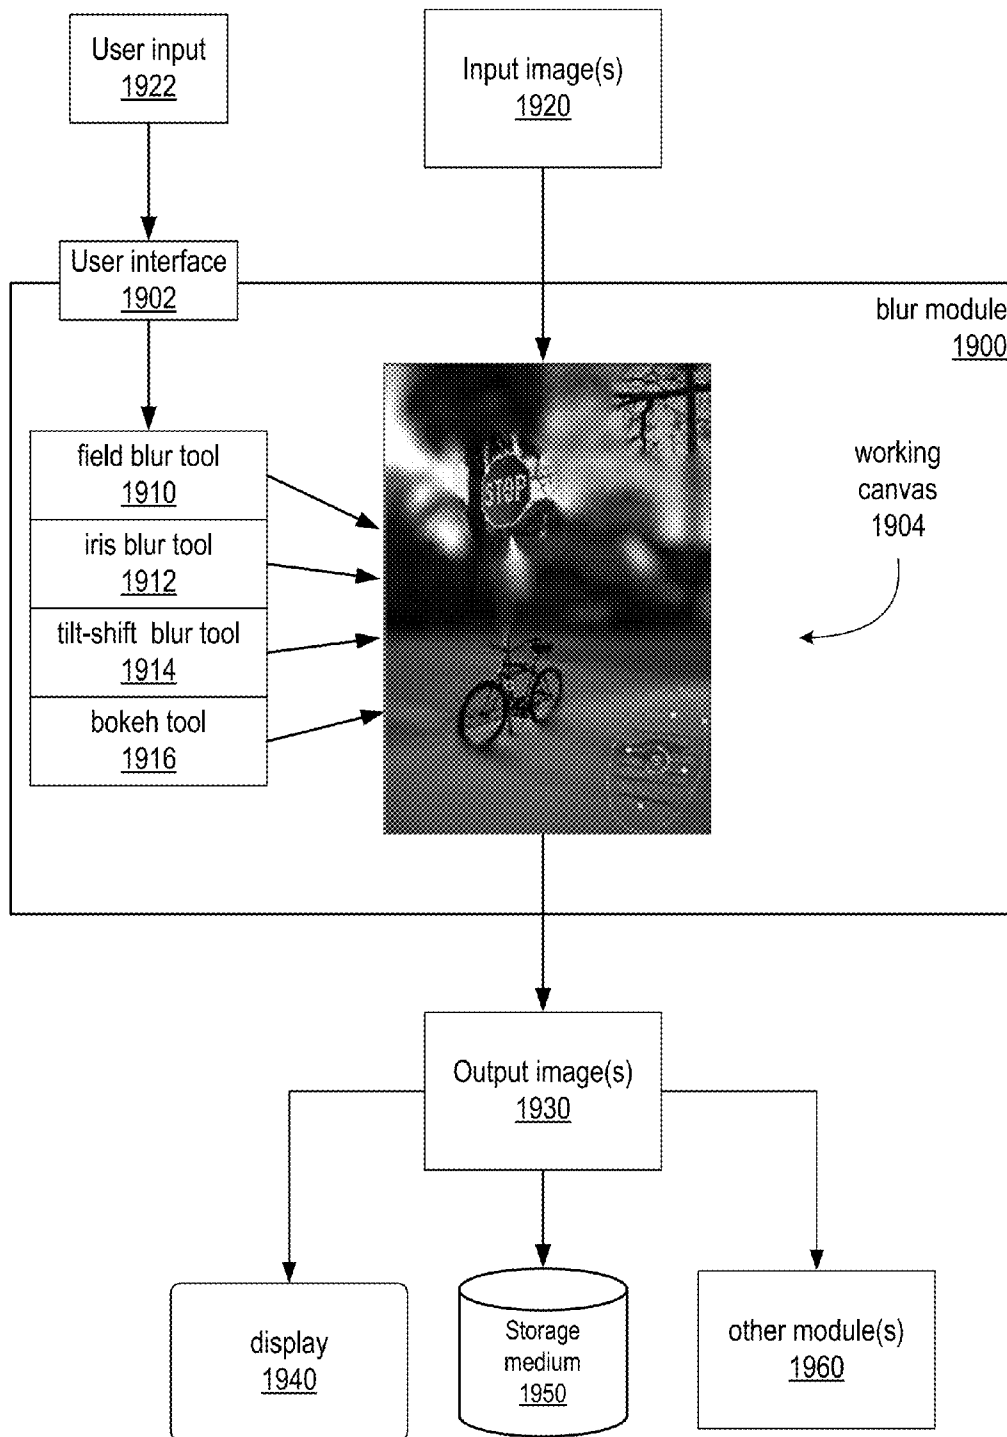 User input
1922
Input image(s)
1920
User interface
1902
blur module
1900
field blur tool
1910
iris blur tool
1912
tilt-shift blur tool
1914
bokeh tool
1916
STOP
working
canvas
1904
Output image(s)
1930
display
1940
Storage
medium
1950
other module(s)
1960